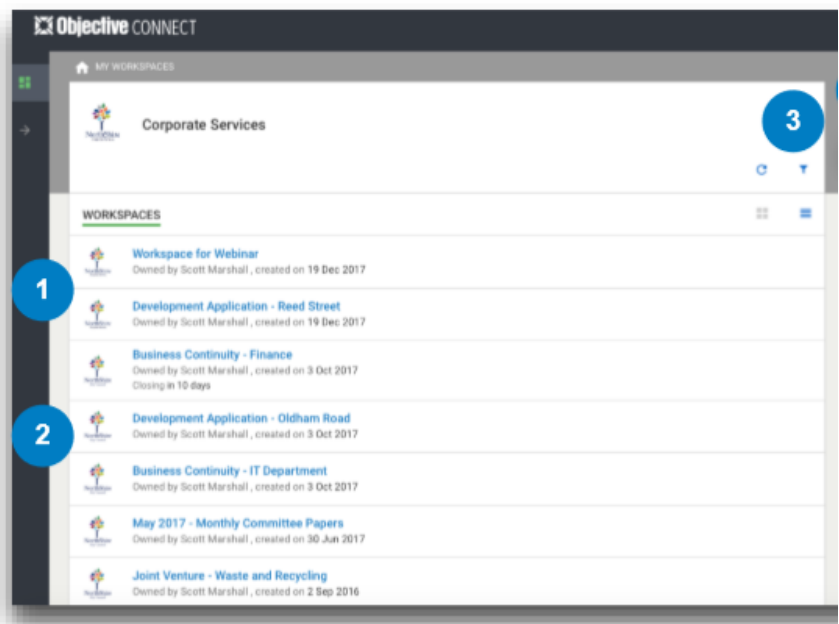 Objective CONNECT
MY WORKSPACES
Corporate Services
3
WORKSPACES
Workspace for Webinar
Owned by Scott Marshall , created on 19 Dec 2017
1
Development Application - Reed Street
Owned by Scott Marshall , created on 19 Dec 2017
Business Continuity - Finance
Owned by Scott Marshall , created on 3 Oct 2017
Closing in 10 days
2
Development Application - Oldham Road
Owned by Scott Marshall , created on 3 Oct 2017
Business Continuity - IT Department
Owned by Scott Marshall , created on 3 Oct 2017
May 2017 - Monthly Committee Papers
Owned by Scott Marshall , created on 30 Jun 2017
Joint Venture - Waste and Recycling
Owned by Scott Marshall , created on 2 Sep 2016